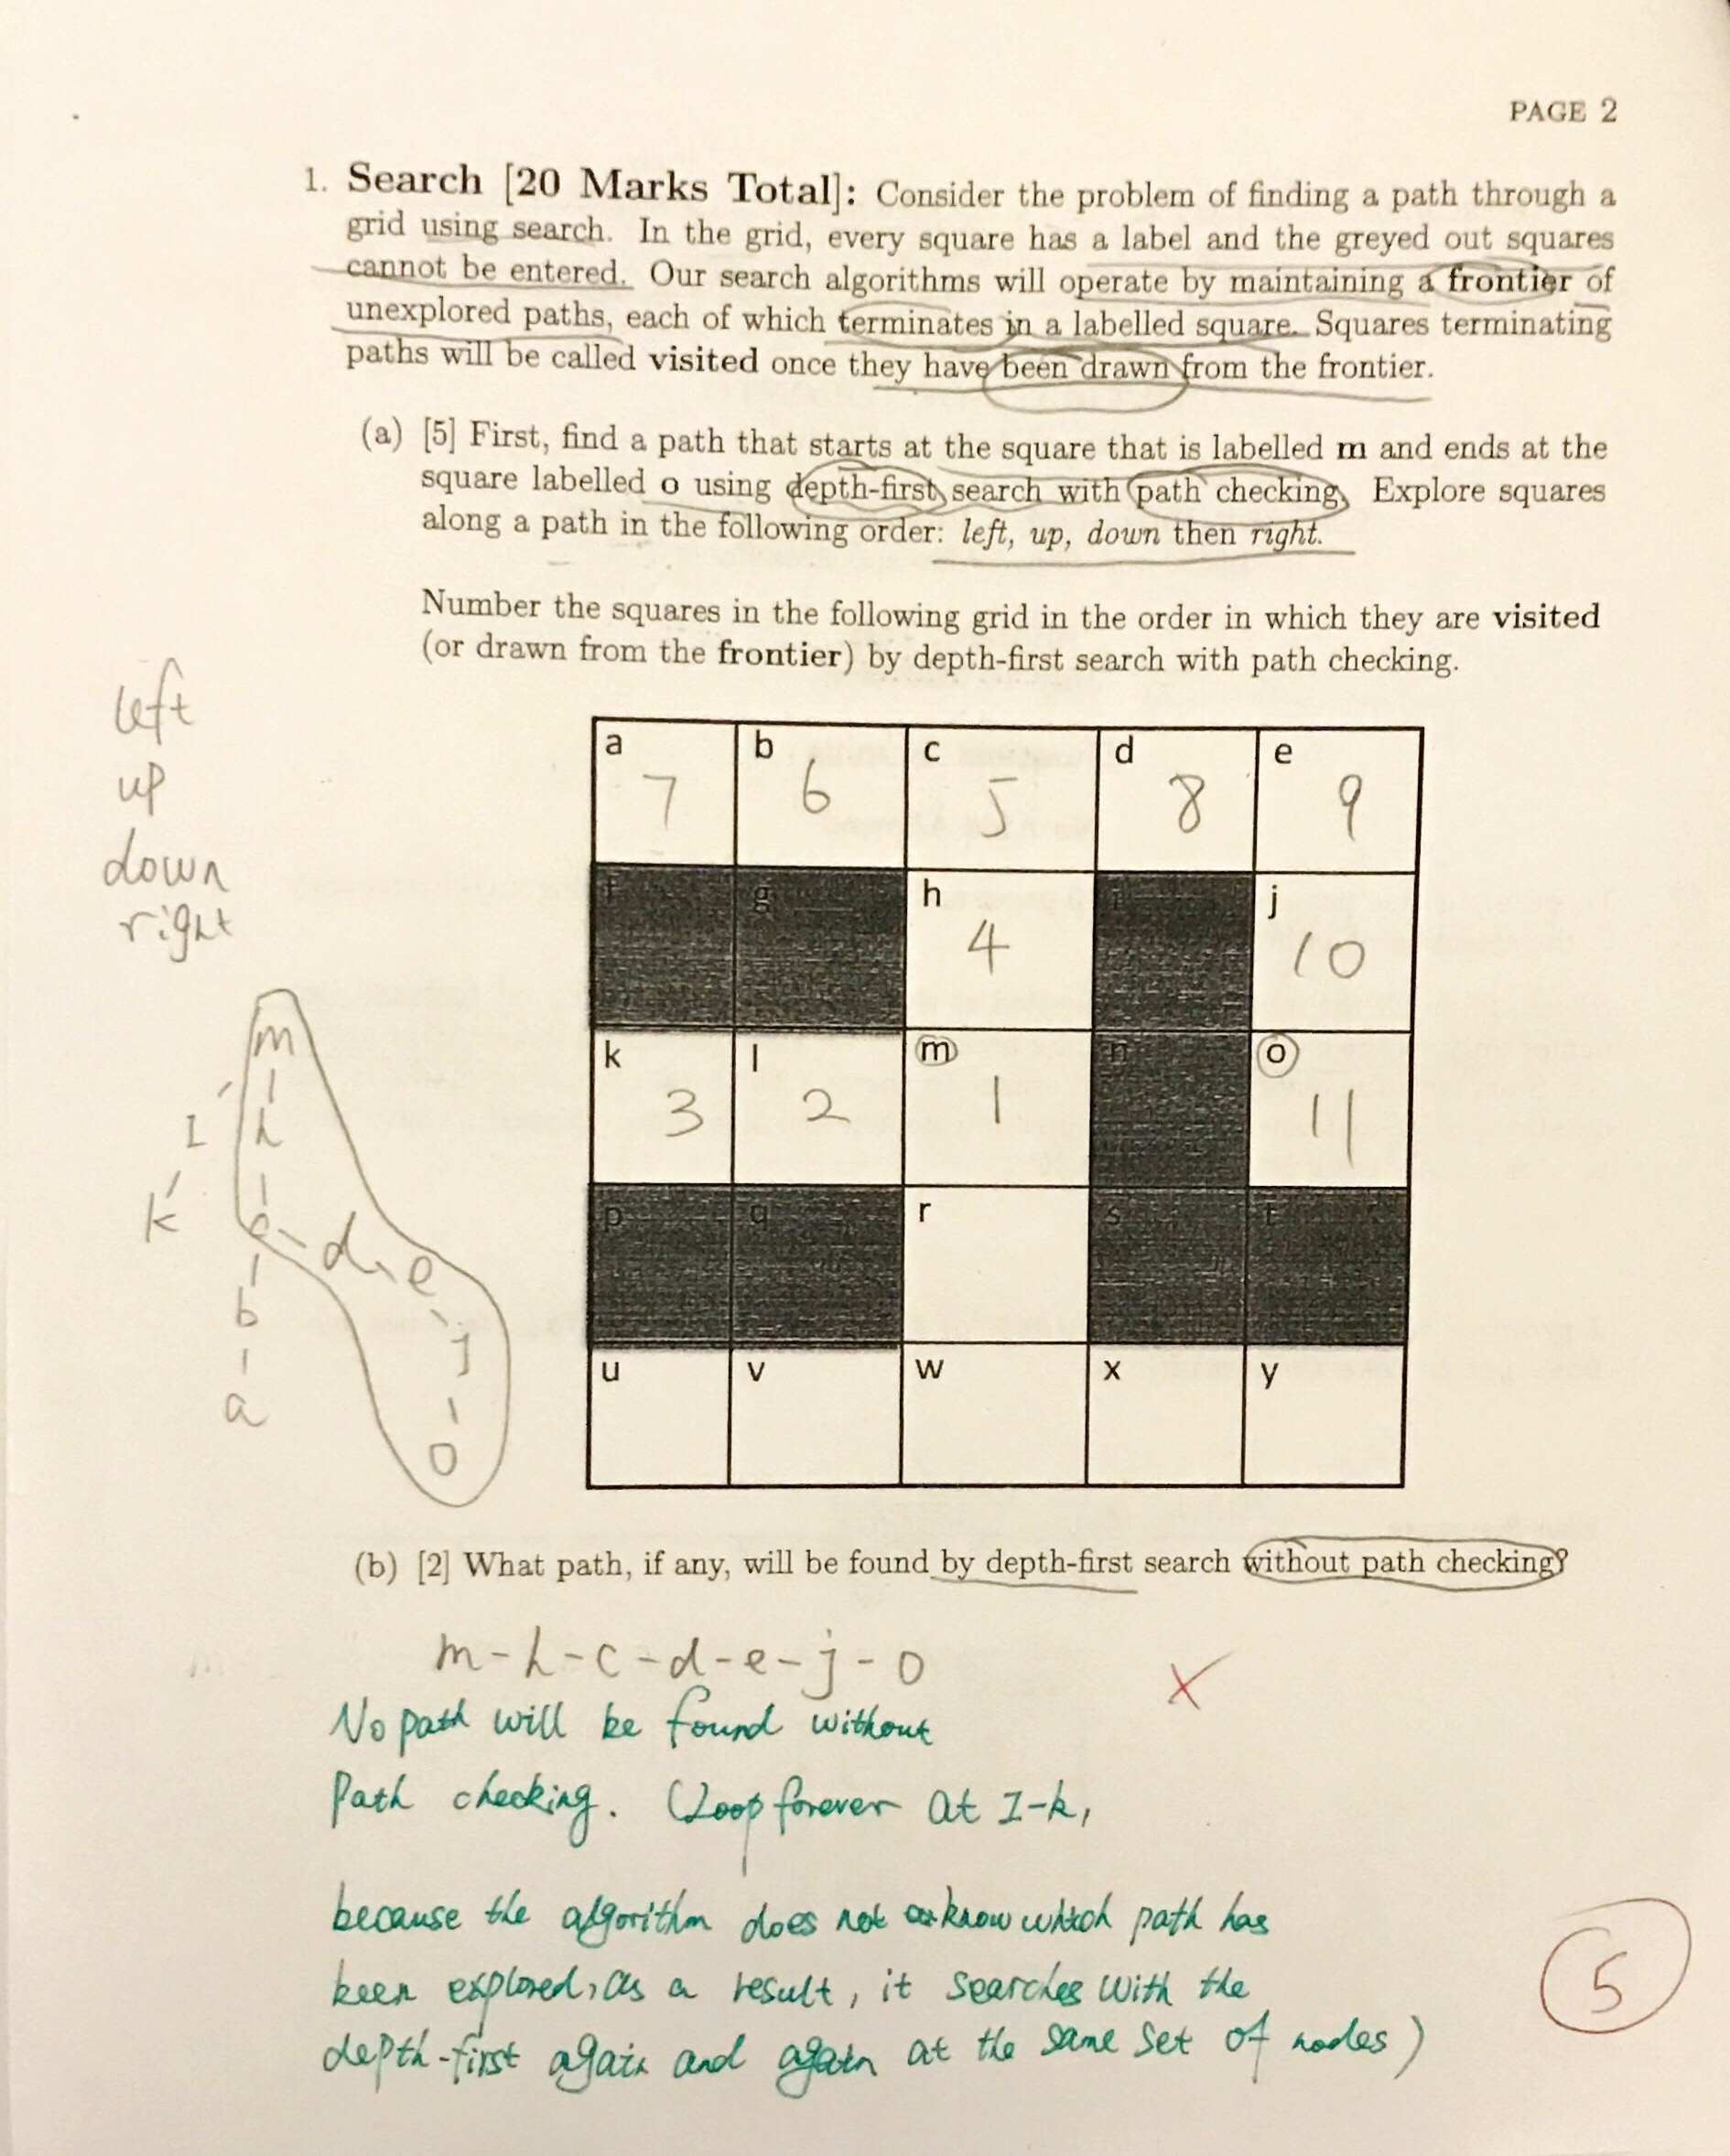 PAGE 2
1. Search [20 Marks Total]: Consider the problem of finding a path through a
grid using search. In the grid, every square has a label and the greyed out squares
cannot be entered. Our search algorithms will operate by maintaining a frontier of
unexplored paths, each of which terminates in a labelled square. Squares terminating
paths will be called visited once they have been drawn from the frontier.
(a) [5] First, find a path that starts at the square that is labelled m and ends at the
square labelled o using depth-first search with path checking. Explore squares
along a path in the following order: left, up, down then right.
Number the squares in the following grid in the order in which they are visited
(or drawn from the frontier) by depth-first search with path checking.
left
up
down
right
a b c d e
7 6 5 8 9
f g h i j
4 10
k l m n o
3 2 1 11
p q r s t
u v w x y
m
I h
k c d e
b j
a o
(b) [2] What path, if any, will be found by depth-first search without path checking?
m-h-c-d-e-j-o
No path will be found without
Path checking. (Loop forever at I-k,
because the algorithm does not know which path has
been explored, as a result, it searches with the
depth-first again and again at the same set of nodes)
5